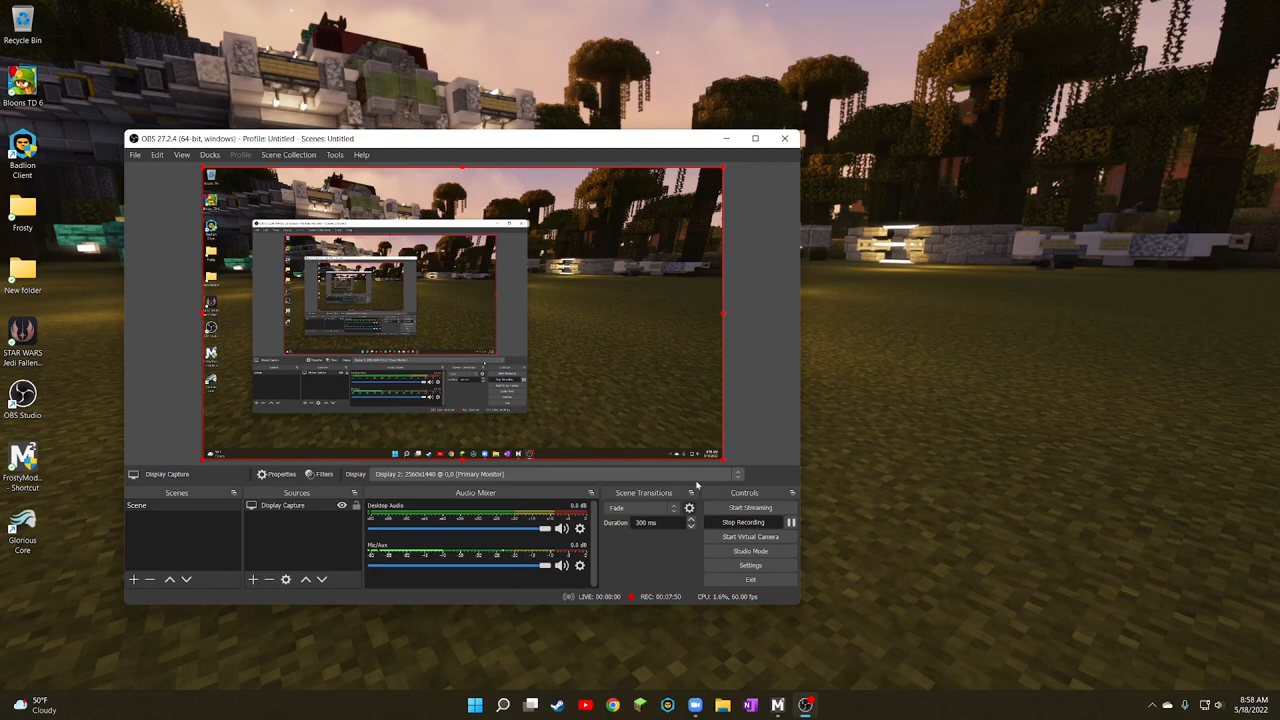 Recycle Bin
Bloons TD 6
Badlion
Client
Frosty
New folder
STAR WARS
Jedi Fallen...
OBS Studio
FrostyMod...
- Shortcut
Glorious
Core
OBS 27.2.4 (64-bit, windows) - Profile: Untitled - Scenes: Untitled
File Edit View Docks Profile Scene Collection Tools Help
Display Capture Properties Filters Display Display 2: 2560x1440 @ 0,0 (Primary Monitor)
Scenes Sources Audio Mixer Scene Transitions Controls
Scene
Display Capture
Desktop Audio 0.0 dB
Mic/Aux 0.0 dB
Fade
Duration 300 ms
Start Streaming
Stop Recording
Start Virtual Camera
Studio Mode
Settings
Exit
LIVE: 00:00:00 REC: 00:07:50 CPU: 1.6%, 60.00 fps
50°F
Cloudy
8:58 AM
5/18/2022